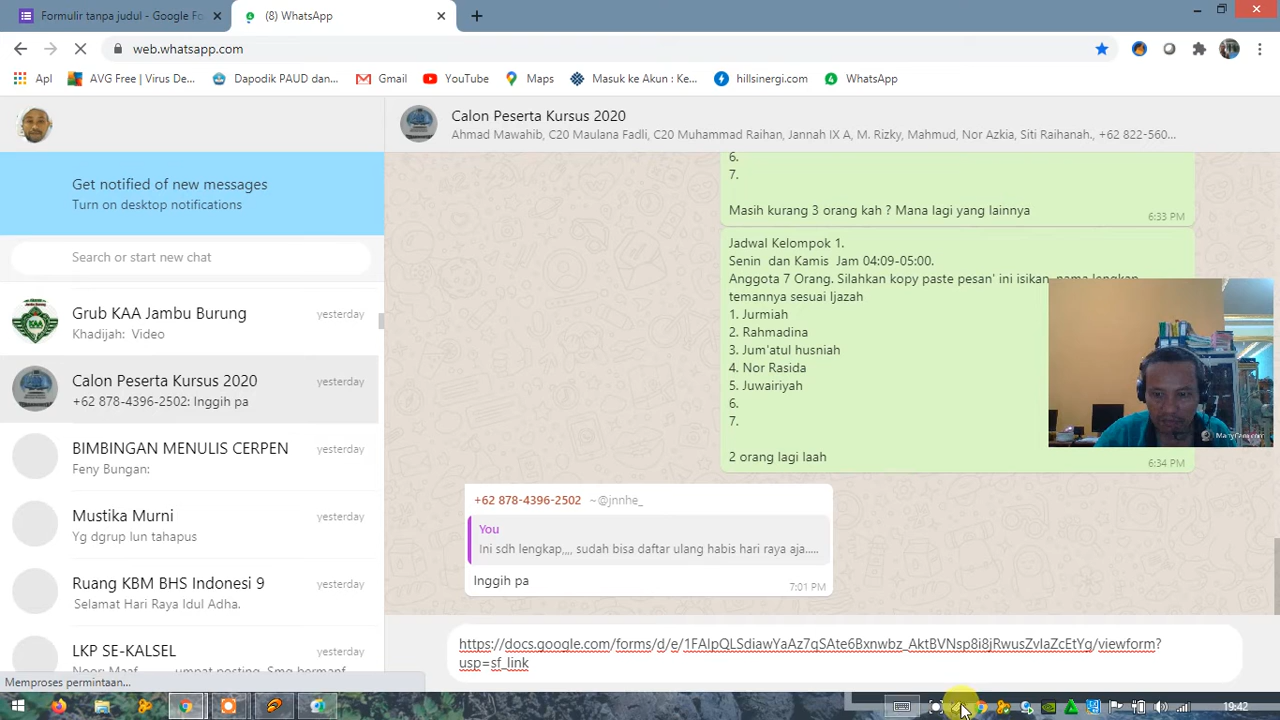 Formulir tanpa judul - Google Fo
(8) WhatsApp
web.whatsapp.com
Apl
AVG Free | Virus De...
Dapodik PAUD dan...
Gmail
YouTube
Maps
Masuk ke Akun : Ke...
hillsinergi.com
WhatsApp
Get notified of new messages
Turn on desktop notifications
Search or start new chat
Grub KAA Jambu Burung
yesterday
Khadijah: Video
Calon Peserta Kursus 2020
yesterday
+62 878-4396-2502: Inggih pa
BIMBINGAN MENULIS CERPEN
yesterday
Feny Bungan:
Mustika Murni
yesterday
Yg dgrup lun tahapus
Ruang KBM BHS Indonesi 9
yesterday
Selamat Hari Raya Idul Adha.
LKP SE-KALSEL
yesterday
Memproses permintaan...
Calon Peserta Kursus 2020
Ahmad Mawahib, C20 Maulana Fadli, C20 Muhammad Raihan, Jannah IX A, M. Rizky, Mahmud, Nor Azkia, Siti Raihanah., +62 822-560...
6.
7.
Masih kurang 3 orang kah ? Mana lagi yang lainnya
6:33 PM
Jadwal Kelompok 1.
Senin dan Kamis Jam 04:09-05:00.
Anggota 7 Orang. Silahkan kopy paste pesan' ini isikan nama lengkap
temannya sesuai Ijazah
1. Jurmiah
2. Rahmadina
3. Jum'atul husniah
4. Nor Rasida
5. Juwairiyah
6.
7.
2 orang lagi laah
6:34 PM
ManyCam.com
+62 878-4396-2502 ~@jnnhe_
You
Ini sdh lengkap,,,, sudah bisa daftar ulang habis hari raya aja.....
Inggih pa
7:01 PM
https://docs.google.com/forms/d/e/1FAIpQLSdiawYaAz7qSAte6Bxnwbz_AktBVNsp8i8jRwusZvIaZcEtYg/viewform?
usp=sf_link
19:42